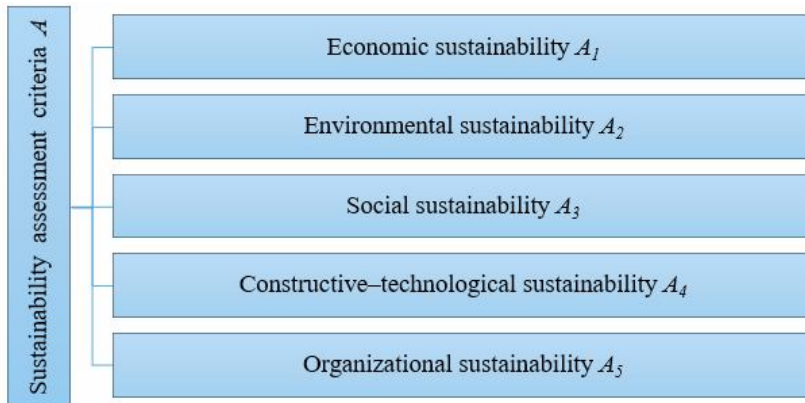 Sustainability assessment criteria A
Economic sustainability A₁
Environmental sustainability A₂
Social sustainability A₃
Constructive–technological sustainability A₄
Organizational sustainability A₅